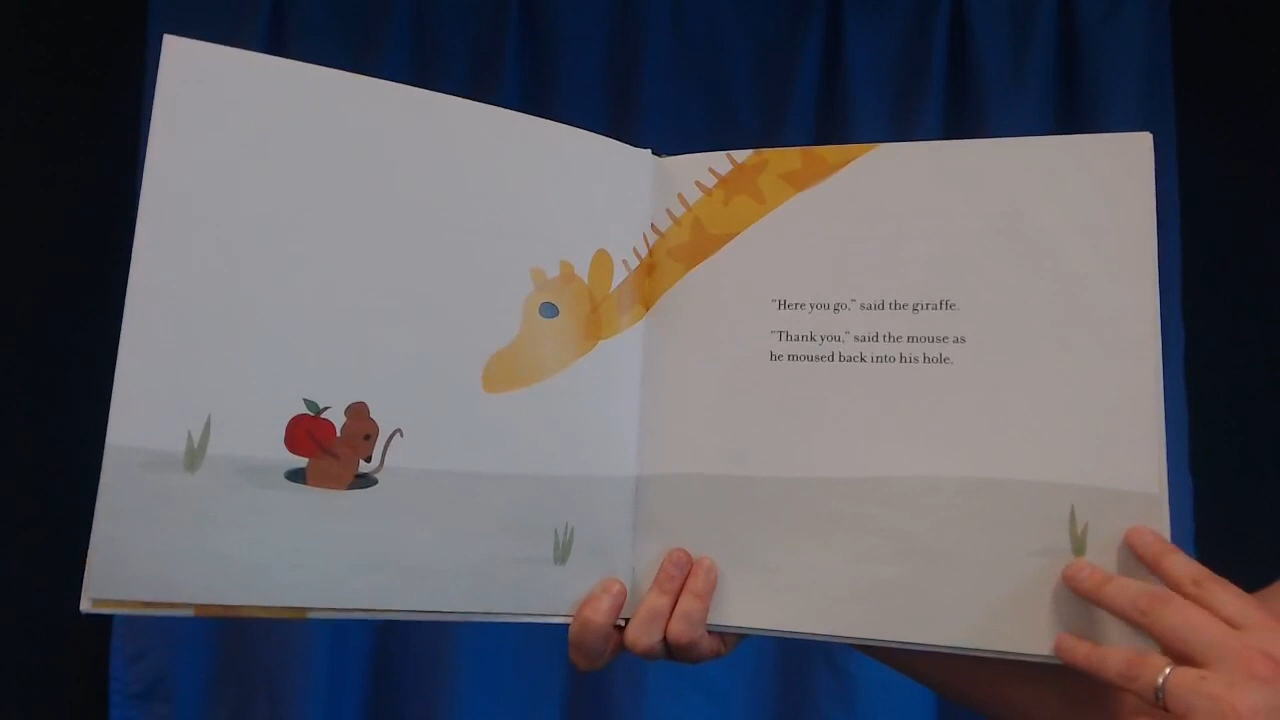 "Here you go," said the giraffe.
"Thank you," said the mouse as
he moused back into his hole.